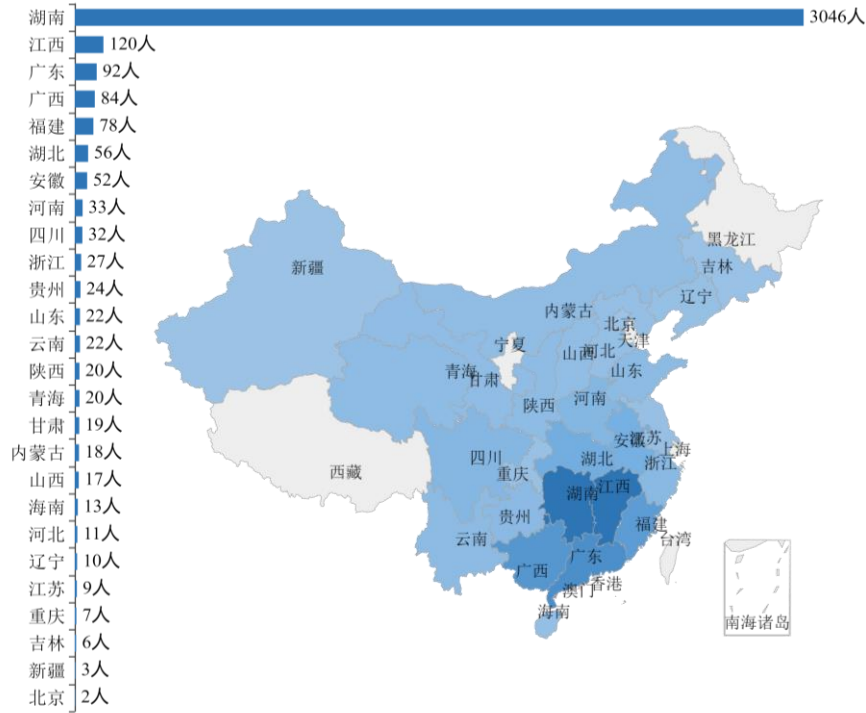 湖南 3046人
江西 120人
广东 92人
广西 84人
福建 78人
湖北 56人
安徽 52人
河南 33人
四川 32人
浙江 27人
贵州 24人
山东 22人
云南 22人
陕西 20人
青海 20人
甘肃 19人
内蒙古 18人
山西 17人
海南 13人
河北 11人
辽宁 10人
江苏 9人
重庆 7人
吉林 6人
新疆 3人
北京 2人
黑龙江
吉林
新疆
辽宁
内蒙古
北京
天津
宁夏
山西
河北
青海
甘肃
山东
河南
陕西
安徽
江苏
上海
四川
湖北
浙江
西藏
重庆
湖南
江西
贵州
福建
云南
台湾
广东
广西
香港
澳门
海南
南海诸岛